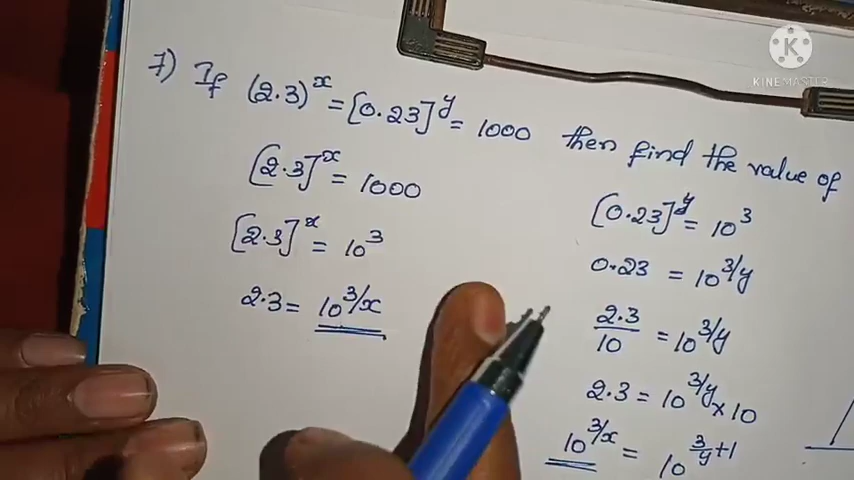 7) If (2.3)^x = [0.23]^y = 1000 then find the value of
[2.3]^x = 1000
[2.3]^x = 10^3
2.3 = 10^3/x
[0.23]^y = 10^3
0.23 = 10^3/y
2.3/10 = 10^3/y
2.3 = 10^3/y × 10
10^3/x = 10^3/y+1
K
KINEMASTER